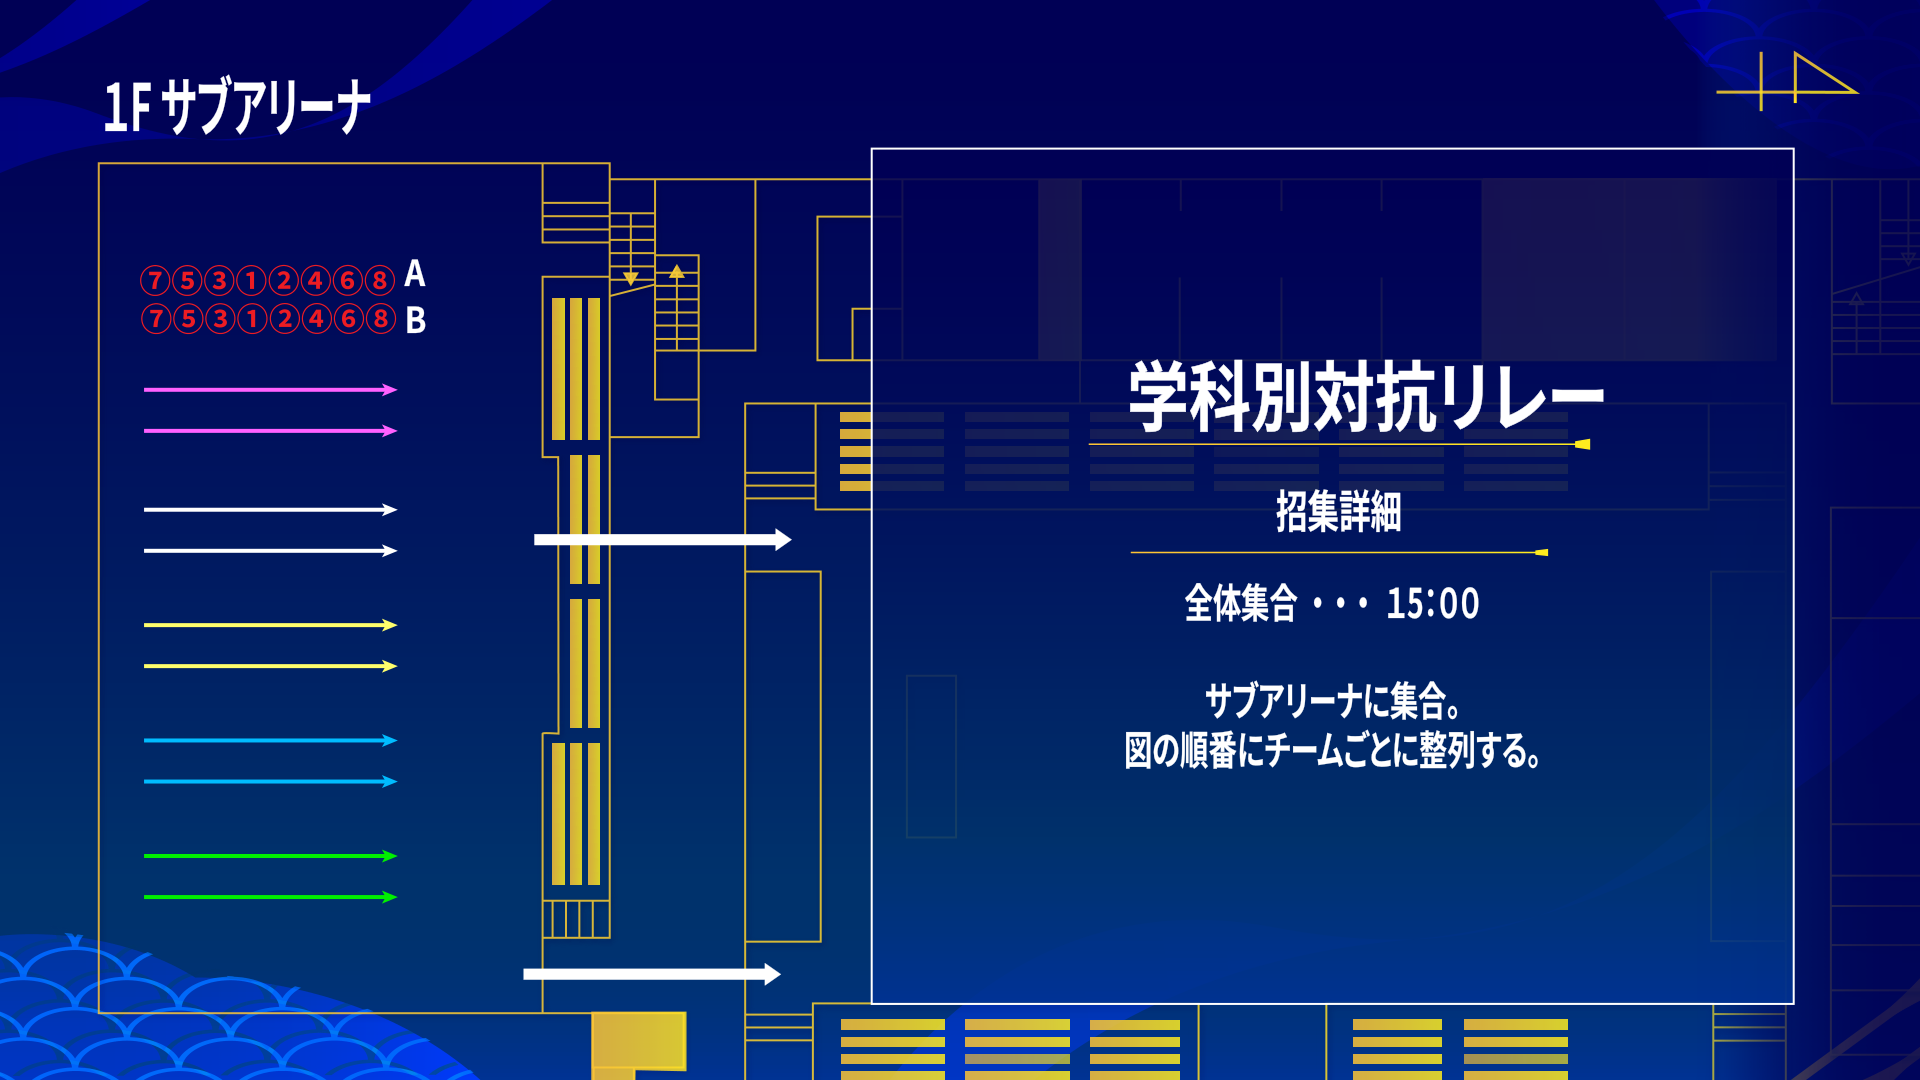 1F サブアリーナ
⑦⑤③①②④⑥⑧ A
⑦⑤③①②④⑥⑧ B
学科別対抗リレー
招集詳細
全体集合 ・・・ 15:00
サブアリーナに集合。
図の順番にチームごとに整列する。